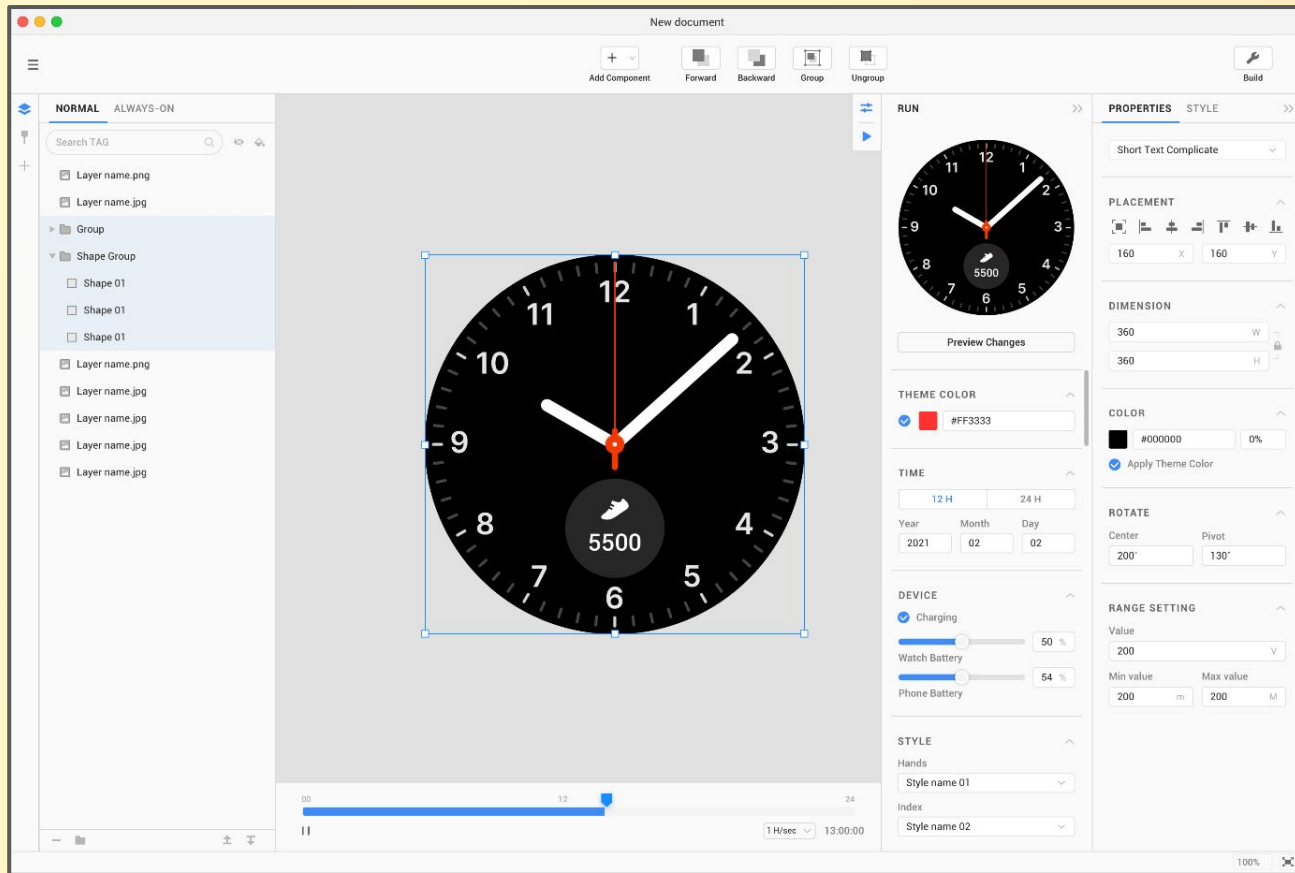 New document
Add Component
Forward
Backward
Group
Ungroup
Build
NORMAL
ALWAYS-ON
Search TAG
Layer name.png
Layer name.jpg
Group
Shape Group
Shape 01
Shape 01
Shape 01
Layer name.png
Layer name.jpg
Layer name.jpg
Layer name.jpg
Layer name.jpg
12
1
2
3
4
5
6
7
8
9
10
11
5500
00
12
24
1 H/sec
13:00:00
RUN
12
1
2
3
4
5
6
7
8
9
10
11
5500
Preview Changes
THEME COLOR
#FF3333
TIME
12 H
24 H
Year
Month
Day
2021
02
02
DEVICE
Charging
50 %
Watch Battery
54 %
Phone Battery
STYLE
Hands
Style name 01
Index
Style name 02
PROPERTIES
STYLE
Short Text Complicate
PLACEMENT
160 X
160 Y
DIMENSION
360 W
360 H
COLOR
#000000
0%
Apply Theme Color
ROTATE
Center
Pivot
200°
130°
RANGE SETTING
Value
200 V
Min value
Max value
200 m
200 M
100%